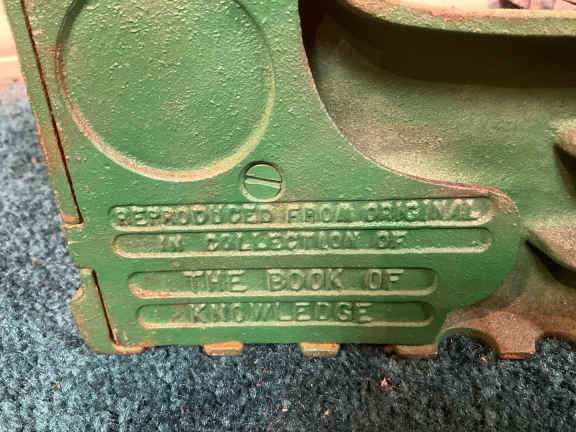 REPRODUCED FROM ORIGINAL
IN COLLECTION OF
THE BOOK OF
KNOWLEDGE